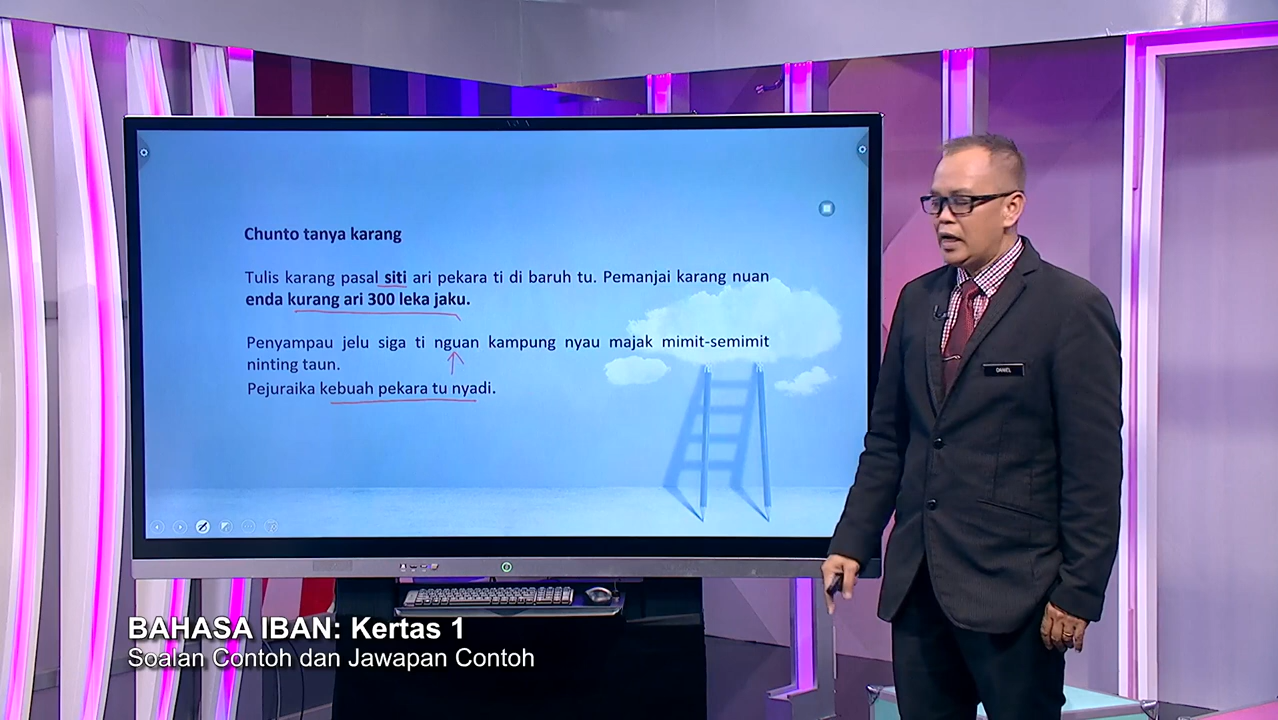 Chunto tanya karang
Tulis karang pasal siti ari pekara ti di baruh tu. Pemanjai karang nuan
enda kurang ari 300 leka jaku.
Penyampau jelu siga ti nguan kampung nyau majak mimit-semimit
ninting taun.
Pejuraika kebuah pekara tu nyadi.
DANIEL
BAHASA IBAN: Kertas 1
Soalan Contoh dan Jawapan Contoh